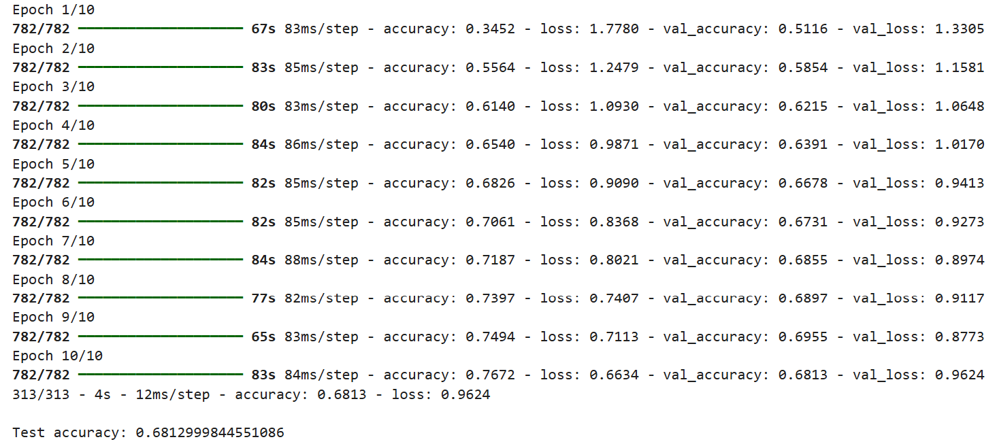 Epoch 1/10
782/782 ━━━━━━━━━━━━━━━━━━━━ 67s 83ms/step - accuracy: 0.3452 - loss: 1.7780 - val_accuracy: 0.5116 - val_loss: 1.3305
Epoch 2/10
782/782 ━━━━━━━━━━━━━━━━━━━━ 83s 85ms/step - accuracy: 0.5564 - loss: 1.2479 - val_accuracy: 0.5854 - val_loss: 1.1581
Epoch 3/10
782/782 ━━━━━━━━━━━━━━━━━━━━ 80s 83ms/step - accuracy: 0.6140 - loss: 1.0930 - val_accuracy: 0.6215 - val_loss: 1.0648
Epoch 4/10
782/782 ━━━━━━━━━━━━━━━━━━━━ 84s 86ms/step - accuracy: 0.6540 - loss: 0.9871 - val_accuracy: 0.6391 - val_loss: 1.0170
Epoch 5/10
782/782 ━━━━━━━━━━━━━━━━━━━━ 82s 85ms/step - accuracy: 0.6826 - loss: 0.9090 - val_accuracy: 0.6678 - val_loss: 0.9413
Epoch 6/10
782/782 ━━━━━━━━━━━━━━━━━━━━ 82s 85ms/step - accuracy: 0.7061 - loss: 0.8368 - val_accuracy: 0.6731 - val_loss: 0.9273
Epoch 7/10
782/782 ━━━━━━━━━━━━━━━━━━━━ 84s 88ms/step - accuracy: 0.7187 - loss: 0.8021 - val_accuracy: 0.6855 - val_loss: 0.8974
Epoch 8/10
782/782 ━━━━━━━━━━━━━━━━━━━━ 77s 82ms/step - accuracy: 0.7397 - loss: 0.7407 - val_accuracy: 0.6897 - val_loss: 0.9117
Epoch 9/10
782/782 ━━━━━━━━━━━━━━━━━━━━ 65s 83ms/step - accuracy: 0.7494 - loss: 0.7113 - val_accuracy: 0.6955 - val_loss: 0.8773
Epoch 10/10
782/782 ━━━━━━━━━━━━━━━━━━━━ 83s 84ms/step - accuracy: 0.7672 - loss: 0.6634 - val_accuracy: 0.6813 - val_loss: 0.9624
313/313 - 4s - 12ms/step - accuracy: 0.6813 - loss: 0.9624
Test accuracy: 0.6812999844551086